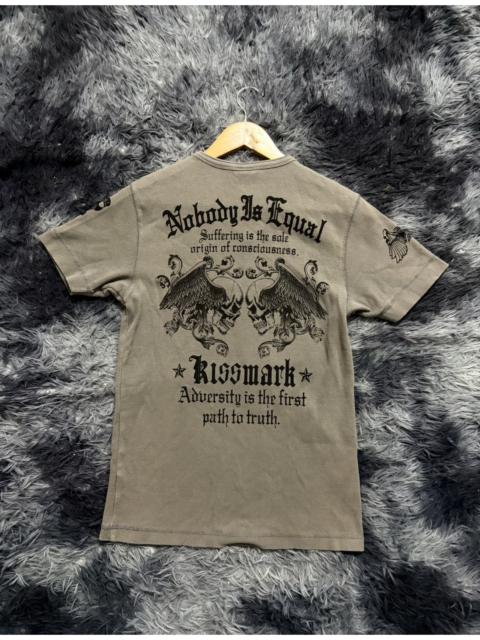 Nobody Is Equal
Suffering is the sole
origin of consciousness.
Kissmark
Adversity is the first
path to truth.